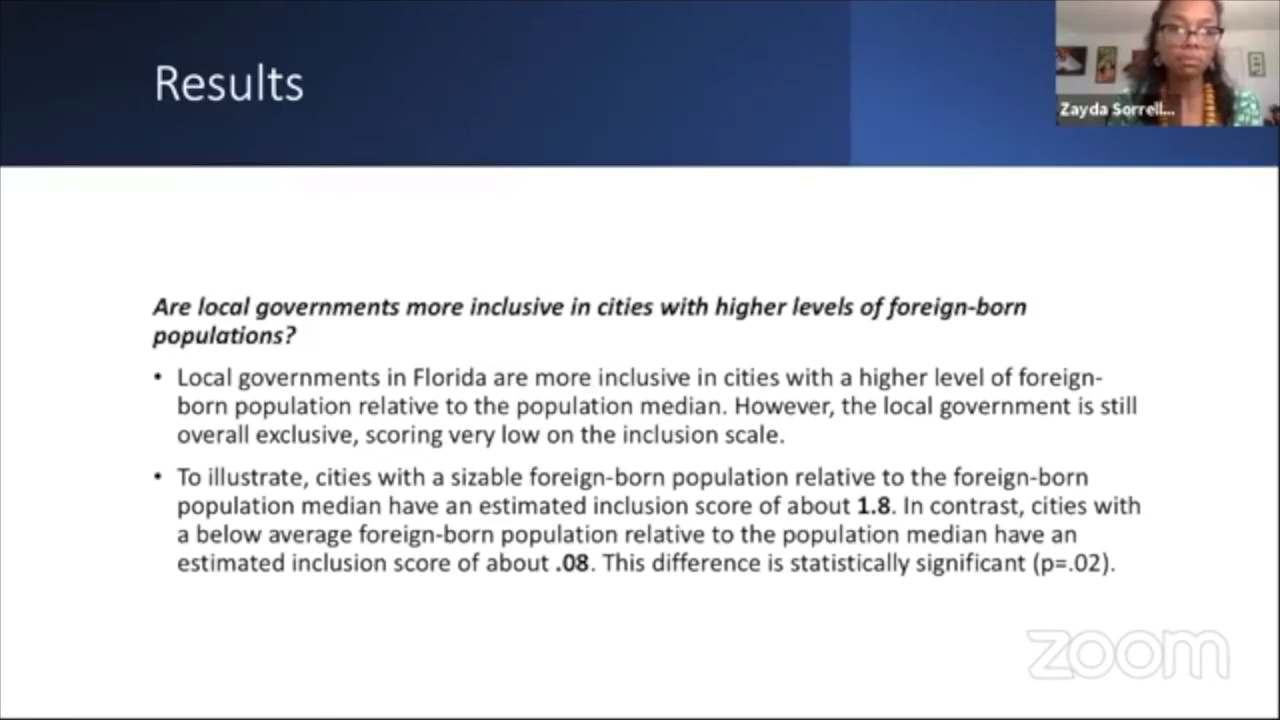 Results
Zayda Sorrell...
Are local governments more inclusive in cities with higher levels of foreign-born
populations?
• Local governments in Florida are more inclusive in cities with a higher level of foreign-
born population relative to the population median. However, the local government is still
overall exclusive, scoring very low on the inclusion scale.
• To illustrate, cities with a sizable foreign-born population relative to the foreign-born
population median have an estimated inclusion score of about 1.8. In contrast, cities with
a below average foreign-born population relative to the population median have an
estimated inclusion score of about .08. This difference is statistically significant (p=.02).
zoom